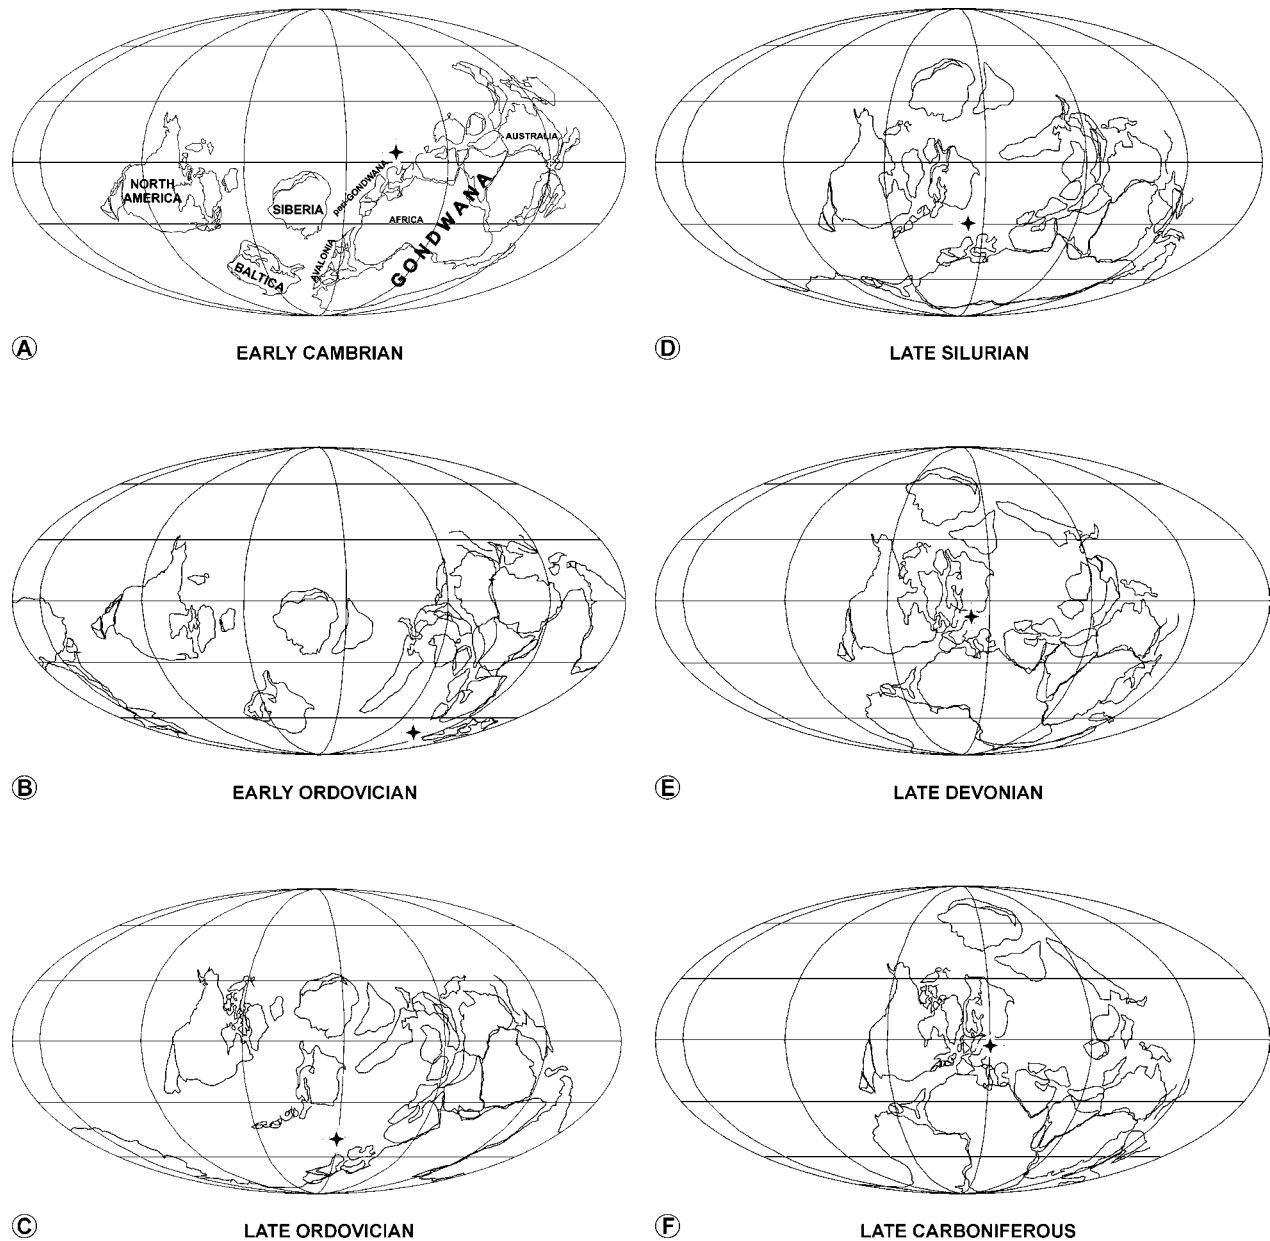 NORTH
AMERICA
SIBERIA
BALTICA
AVALONIA
peri-GONDWANA
AFRICA
GONDWANA
AUSTRALIA
A
EARLY CAMBRIAN
D
LATE SILURIAN
B
EARLY ORDOVICIAN
E
LATE DEVONIAN
C
LATE ORDOVICIAN
F
LATE CARBONIFEROUS